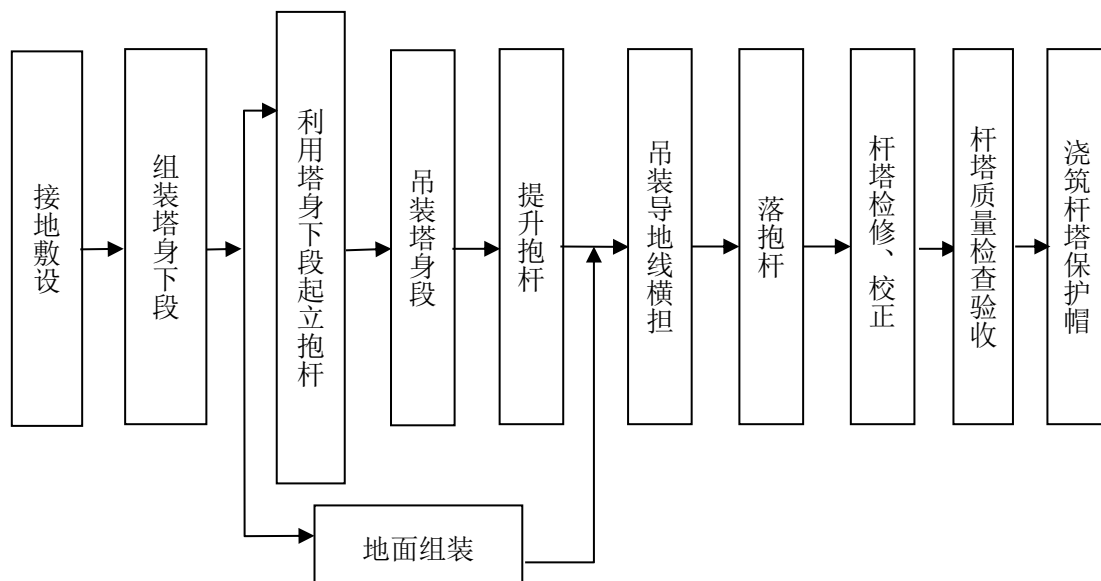 接地敷设
组装塔身下段
利用塔身下段起立抱杆
吊装塔身段
提升抱杆
吊装导地线横担
落抱杆
杆塔检修、校正
杆塔质量检查验收
浇筑杆塔保护帽
地面组装